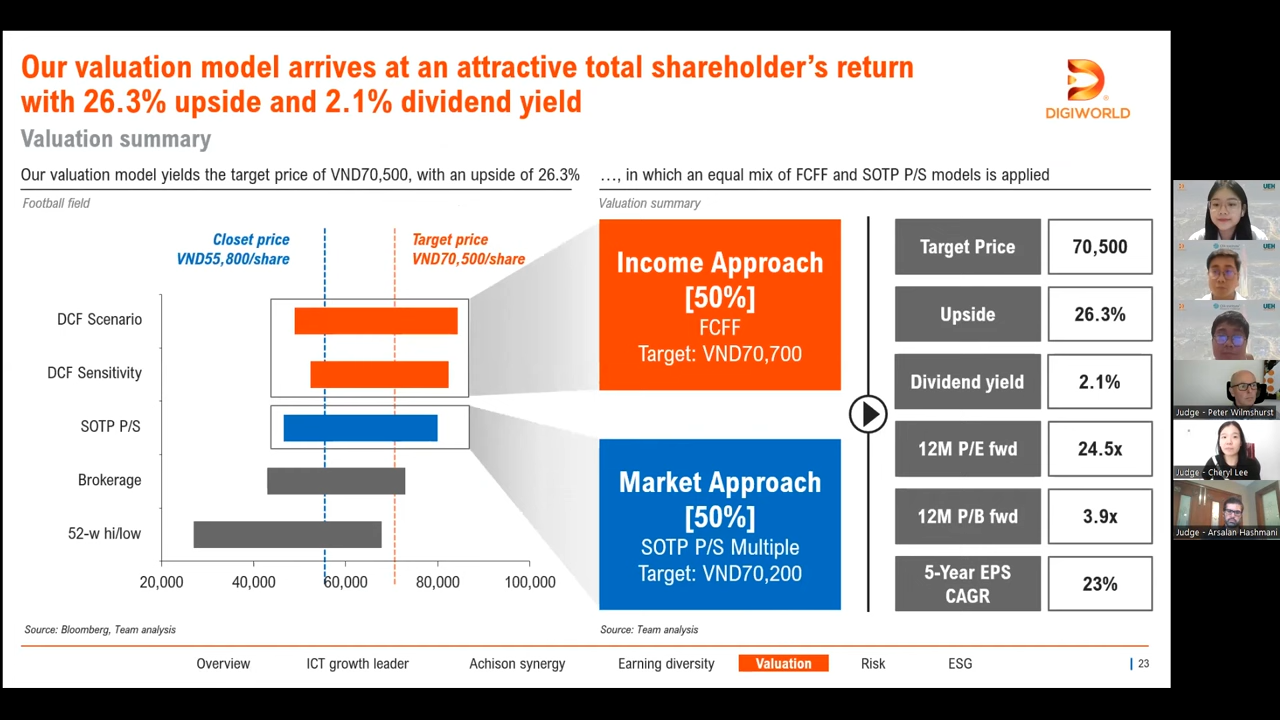 Our valuation model arrives at an attractive total shareholder's return
with 26.3% upside and 2.1% dividend yield
Valuation summary
DIGIWORLD
Our valuation model yields the target price of VND70,500, with an upside of 26.3%
Football field
Closet price
VND55,800/share
Target price
VND70,500/share
DCF Scenario
DCF Sensitivity
SOTP P/S
Brokerage
52-w hi/low
20,000
40,000
60,000
80,000
100,000
Source: Bloomberg, Team analysis
…, in which an equal mix of FCFF and SOTP P/S models is applied
Valuation summary
Income Approach
[50%]
FCFF
Target: VND70,700
Market Approach
[50%]
SOTP P/S Multiple
Target: VND70,200
Target Price
70,500
Upside
26.3%
Dividend yield
2.1%
12M P/E fwd
24.5x
12M P/B fwd
3.9x
5-Year EPS
CAGR
23%
Source: Team analysis
Overview
ICT growth leader
Achison synergy
Earning diversity
Valuation
Risk
ESG
23
UEH
UEH
UEH
Judge - Peter Wilmshurst
Judge - Cheryl Lee
Judge - Arsalan Hashmani